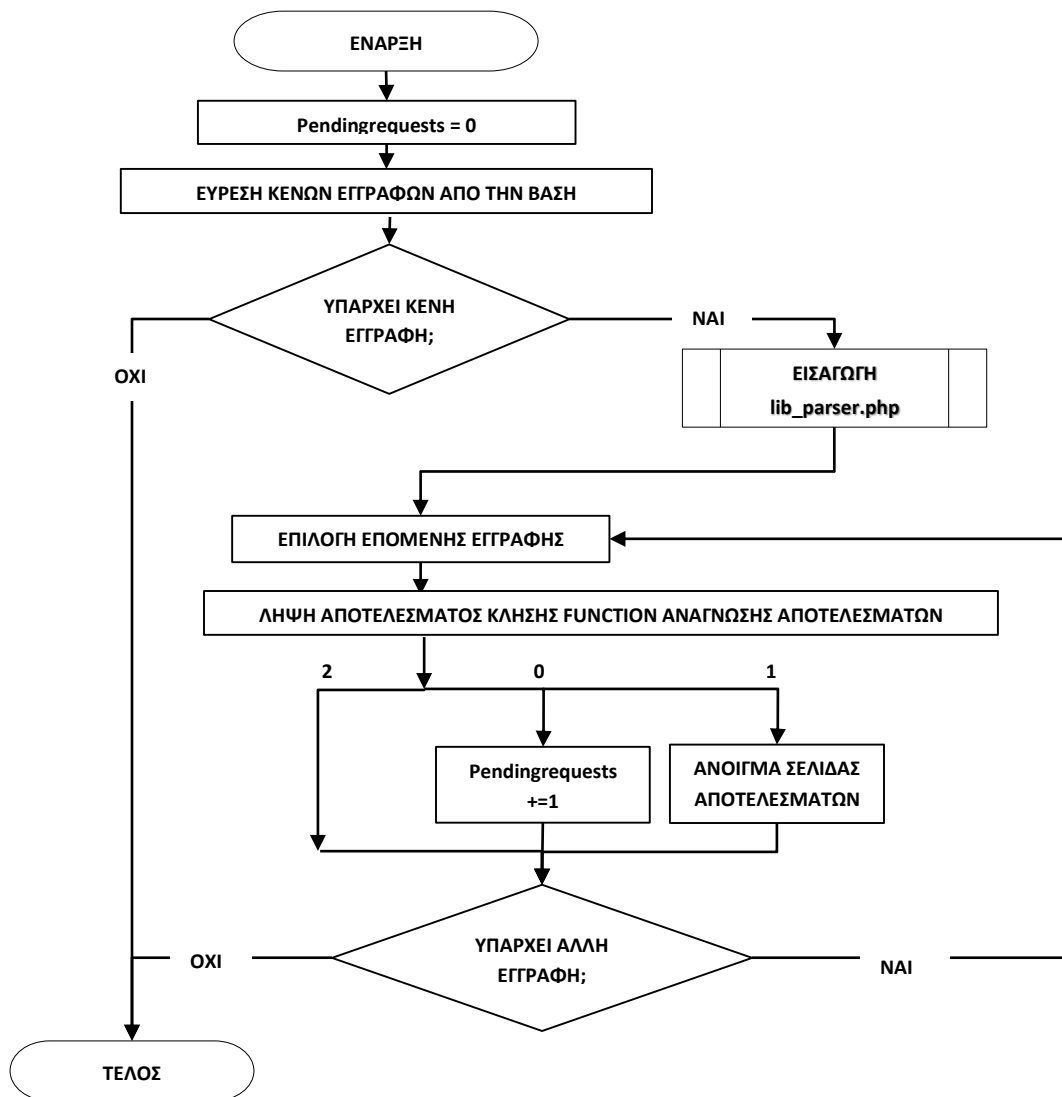 ΕΝΑΡΞΗ
Pendingrequests = 0
ΕΥΡΕΣΗ ΚΕΝΩΝ ΕΓΓΡΑΦΩΝ ΑΠΟ ΤΗΝ ΒΑΣΗ
ΥΠΑΡΧΕΙ ΚΕΝΗ
ΕΓΓΡΑΦΗ;
ΝΑΙ
ΟΧΙ
ΕΙΣΑΓΩΓΗ
lib_parser.php
ΕΠΙΛΟΓΗ ΕΠΟΜΕΝΗΣ ΕΓΓΡΑΦΗΣ
ΛΗΨΗ ΑΠΟΤΕΛΕΣΜΑΤΟΣ ΚΛΗΣΗΣ FUNCTION ΑΝΑΓΝΩΣΗΣ ΑΠΟΤΕΛΕΣΜΑΤΩΝ
2
0
1
Pendingrequests
+=1
ΑΝΟΙΓΜΑ ΣΕΛΙΔΑΣ
ΑΠΟΤΕΛΕΣΜΑΤΩΝ
ΥΠΑΡΧΕΙ ΑΛΛΗ
ΕΓΓΡΑΦΗ;
ΟΧΙ
ΝΑΙ
ΤΕΛΟΣ